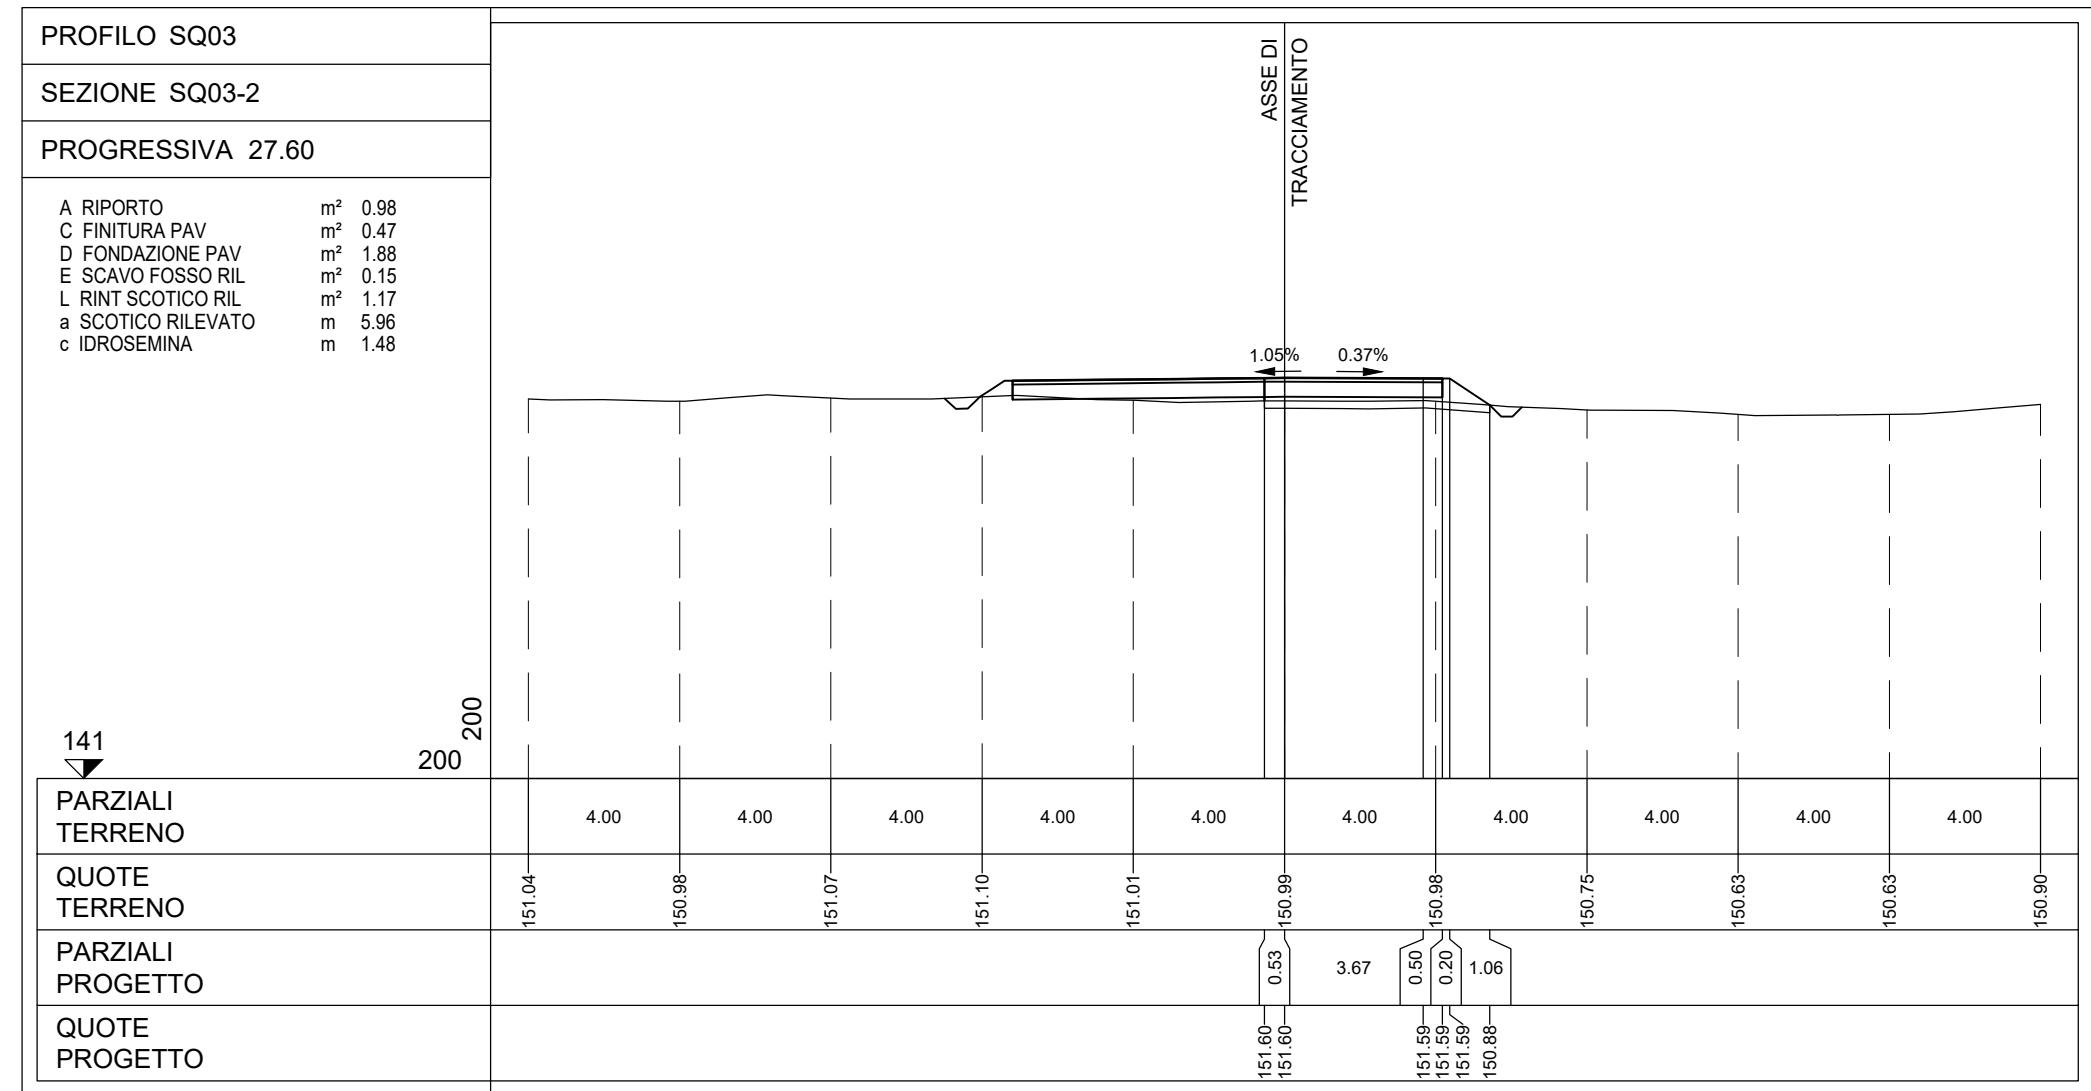 PROFILO SQ03
SEZIONE SQ03-2
PROGRESSIVA 27.60
A RIPORTO m² 0.98
C FINITURA PAV m² 0.47
D FONDAZIONE PAV m² 1.88
E SCAVO FOSSO RIL m² 0.15
L RINT SCOTICO RIL m² 1.17
a SCOTICO RILEVATO m 5.96
c IDROSEMINA m 1.48
ASSE DI
TRACCIAMENTO
1.05% 0.37%
141
200
200
PARZIALI
TERRENO
4.00 4.00 4.00 4.00 4.00 4.00 4.00 4.00 4.00 4.00
QUOTE
TERRENO
151.04 150.98 151.07 151.10 151.01 150.99 150.98 150.75 150.63 150.63 150.90
PARZIALI
PROGETTO
0.53 3.67 0.50 0.20 1.06
QUOTE
PROGETTO
151.60 151.60 151.59 151.59 151.59 150.88